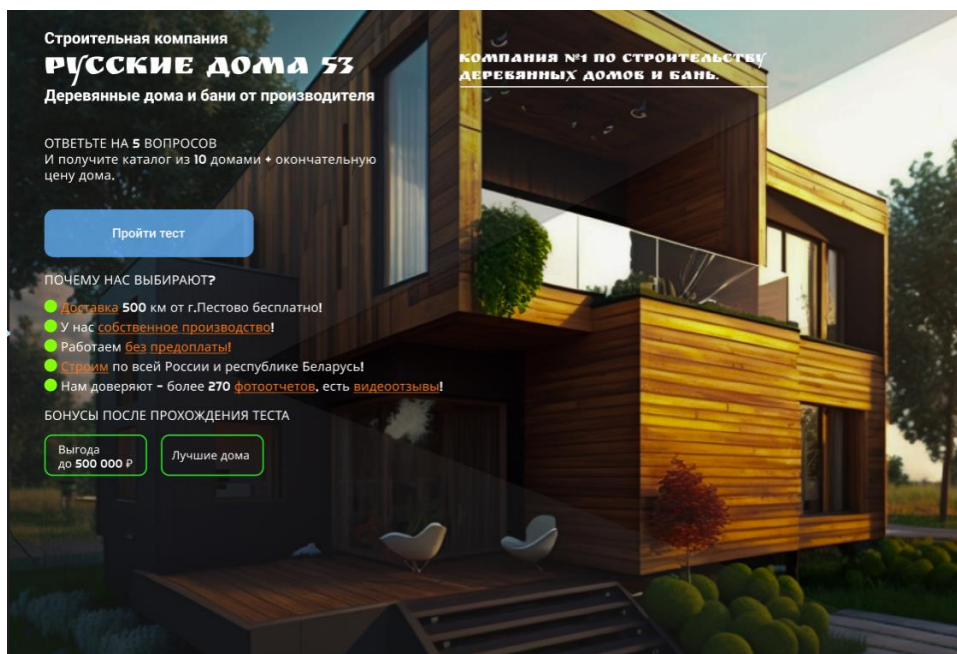 Строительная компания
РУССКИЕ ДОМА 53
Деревянные дома и бани от производителя
КОМПАНИЯ №1 ПО СТРОИТЕЛЬСТВУ
ДЕРЕВЯННЫХ ДОМОВ И БАНЬ.
ОТВЕТЬТЕ НА 5 ВОПРОСОВ
И получите каталог из 10 домами + окончательную
цену дома.
Пройти тест
ПОЧЕМУ НАС ВЫБИРАЮТ?
Доставка 500 км от г.Пестово бесплатно!
У нас собственное производство!
Работаем без предоплаты!
Строим по всей России и республике Беларусь!
Нам доверяют - более 270 фотоотчетов, есть видеоотзывы!
БОНУСЫ ПОСЛЕ ПРОХОЖДЕНИЯ ТЕСТА
Выгода
до 500 000 ₽
Лучшие дома